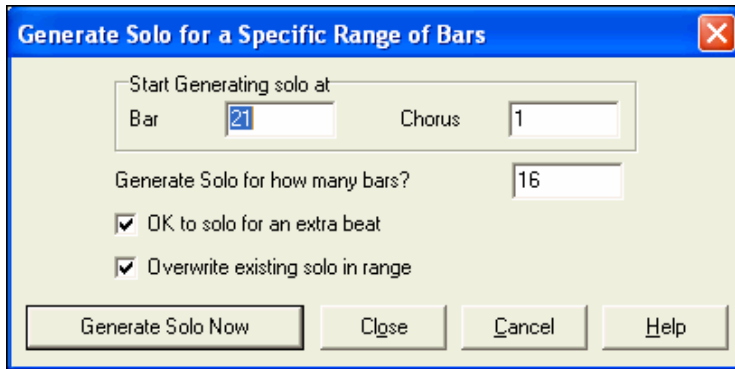 Generate Solo for a Specific Range of Bars
Start Generating solo at
Bar 21 Chorus 1
Generate Solo for how many bars? 16
OK to solo for an extra beat
Overwrite existing solo in range
Generate Solo Now Close Cancel Help